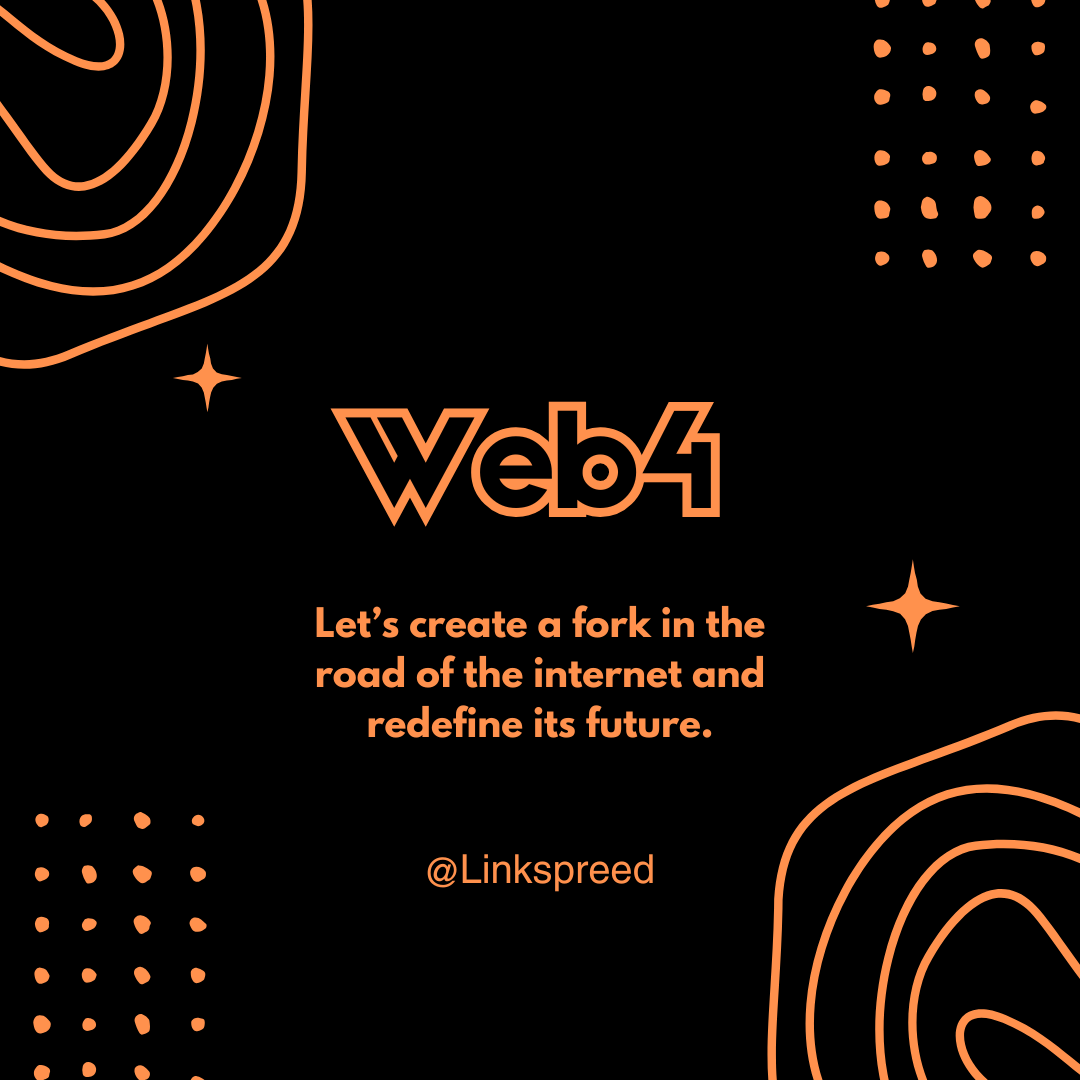 Web4
Let’s create a fork in the
road of the internet and
redefine its future.
@Linkspreed